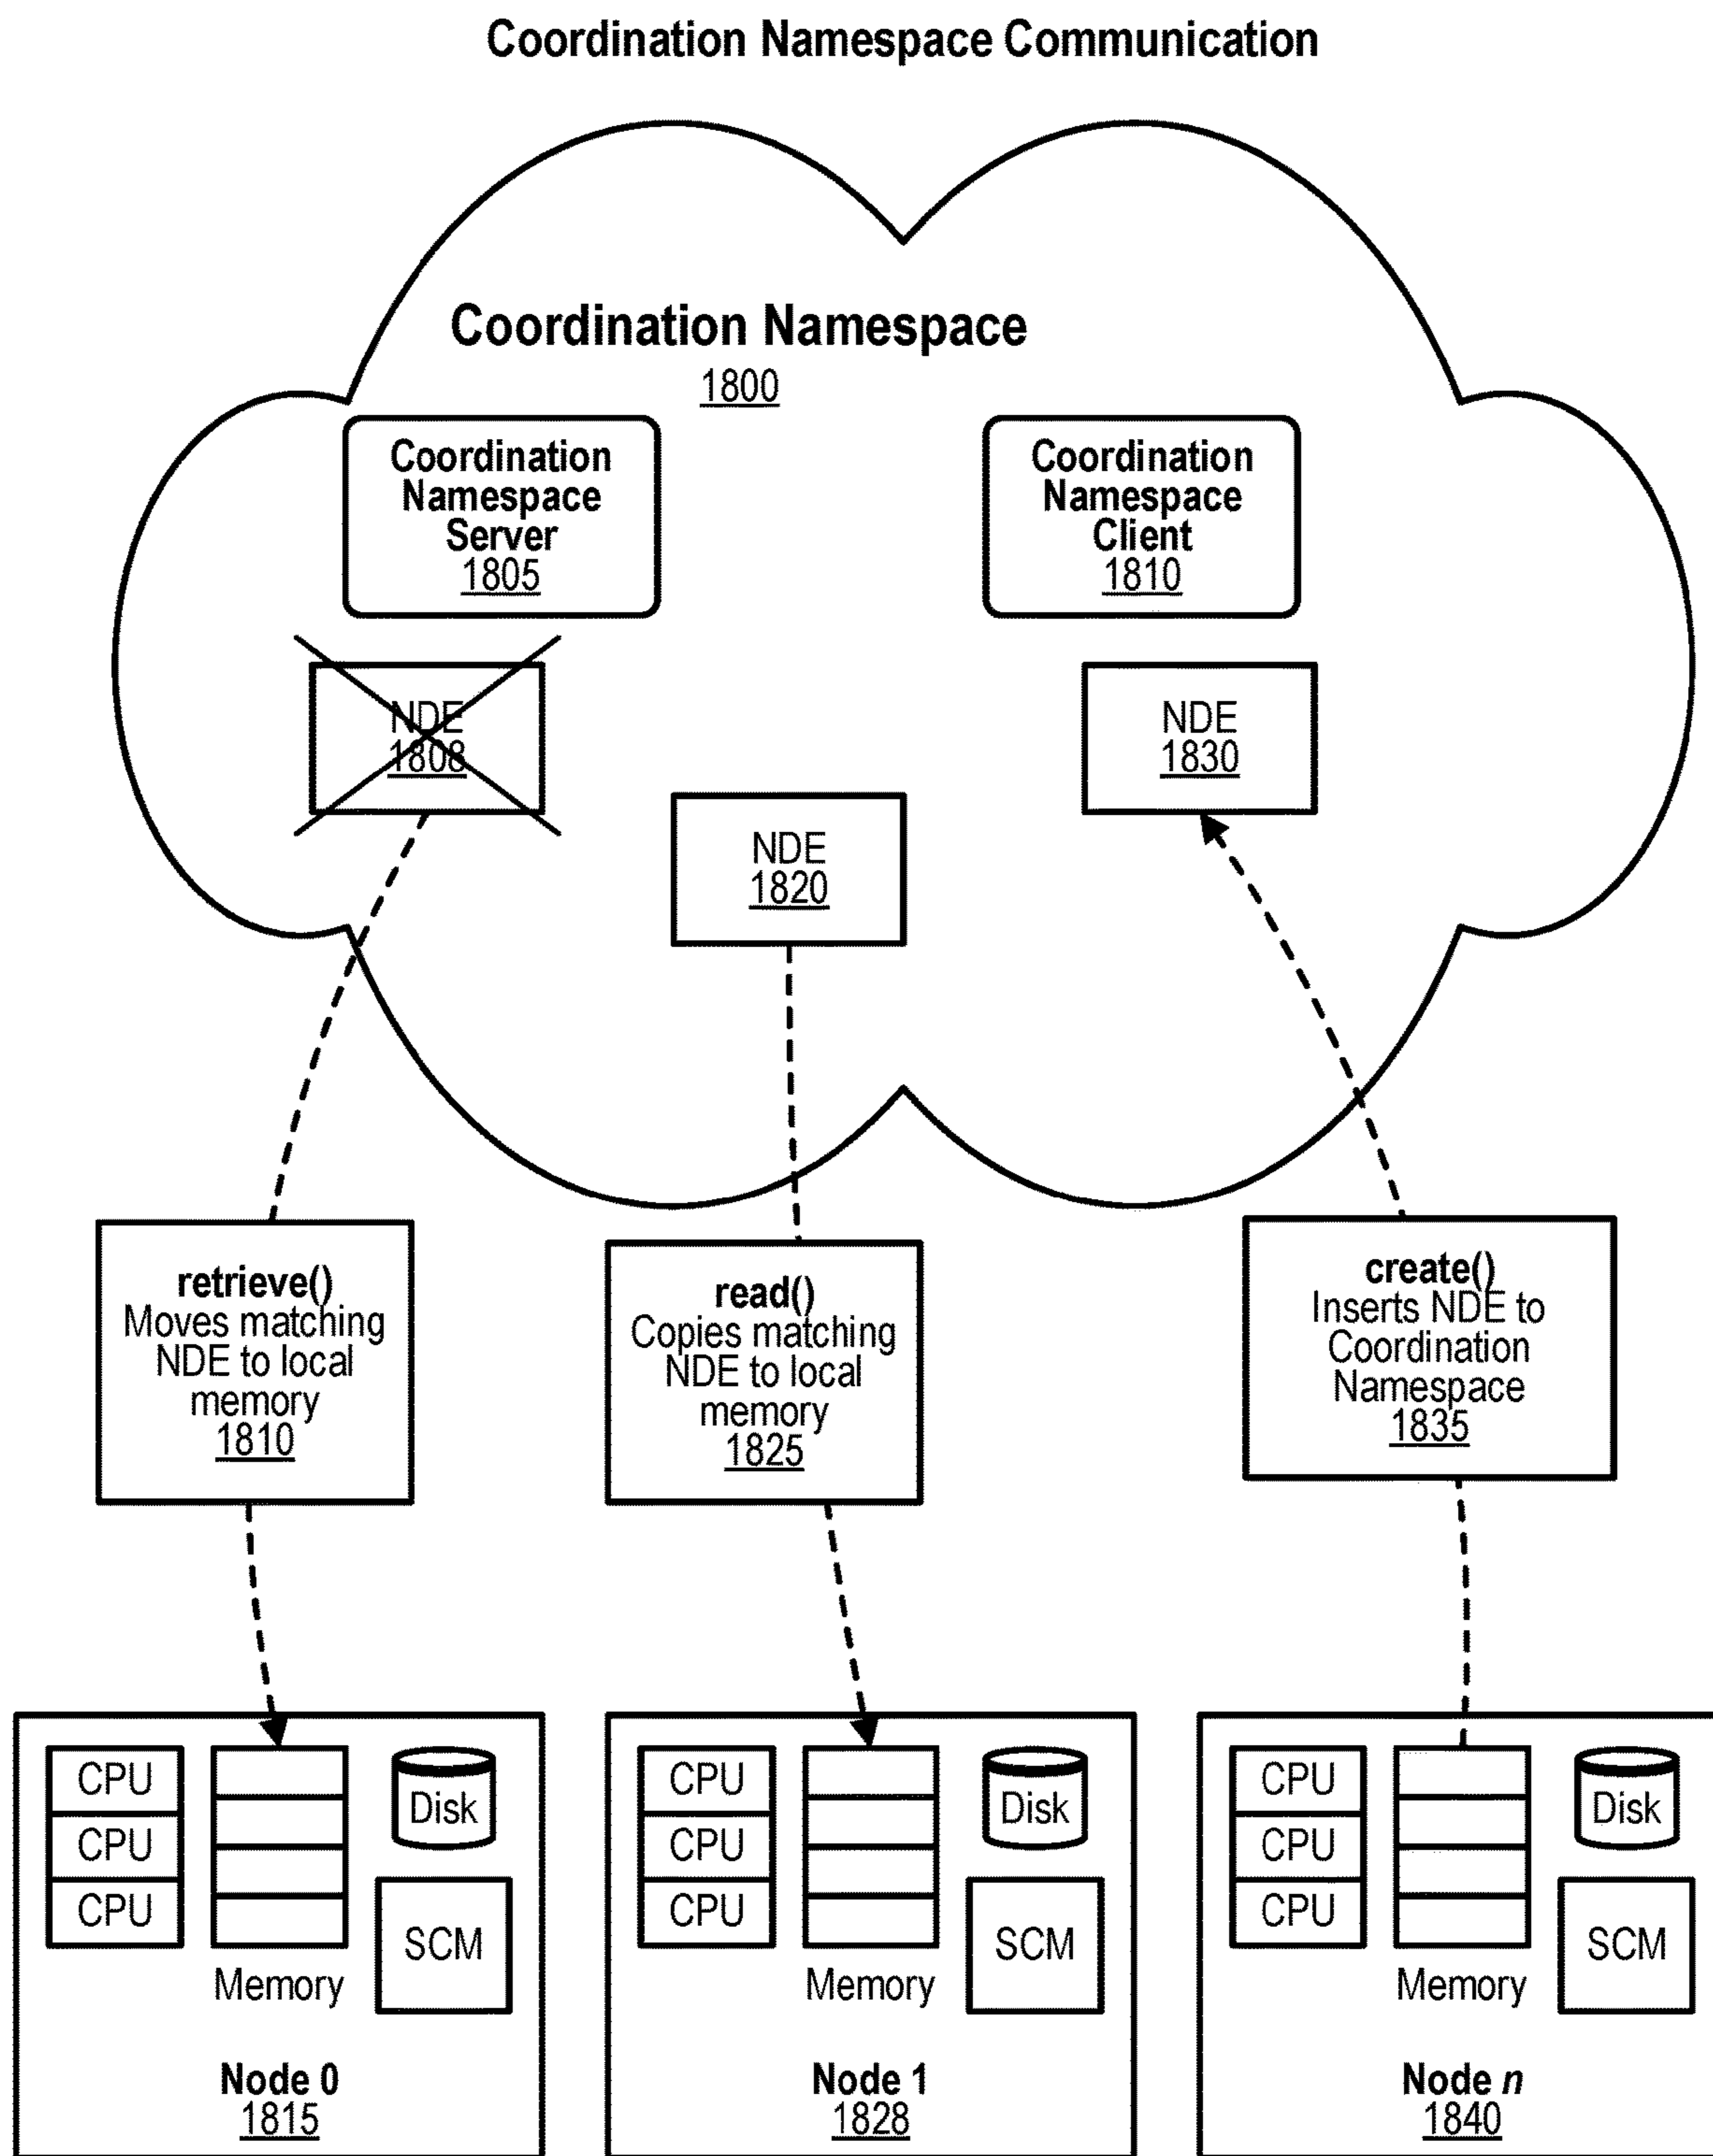 Coordination Namespace Communication
Coordination Namespace
1800
Coordination
Namespace
Server
1805
Coordination
Namespace
Client
1810
NDE
1808
NDE
1830
NDE
1820
retrieve()
Moves matching
NDE to local
memory
1810
read()
Copies matching
NDE to local
memory
1825
create()
Inserts NDE to
Coordination
Namespace
1835
CPU
CPU
CPU
Memory
Disk
SCM
Node 0
1815
CPU
CPU
CPU
Memory
Disk
SCM
Node 1
1828
CPU
CPU
CPU
Memory
Disk
SCM
Node n
1840